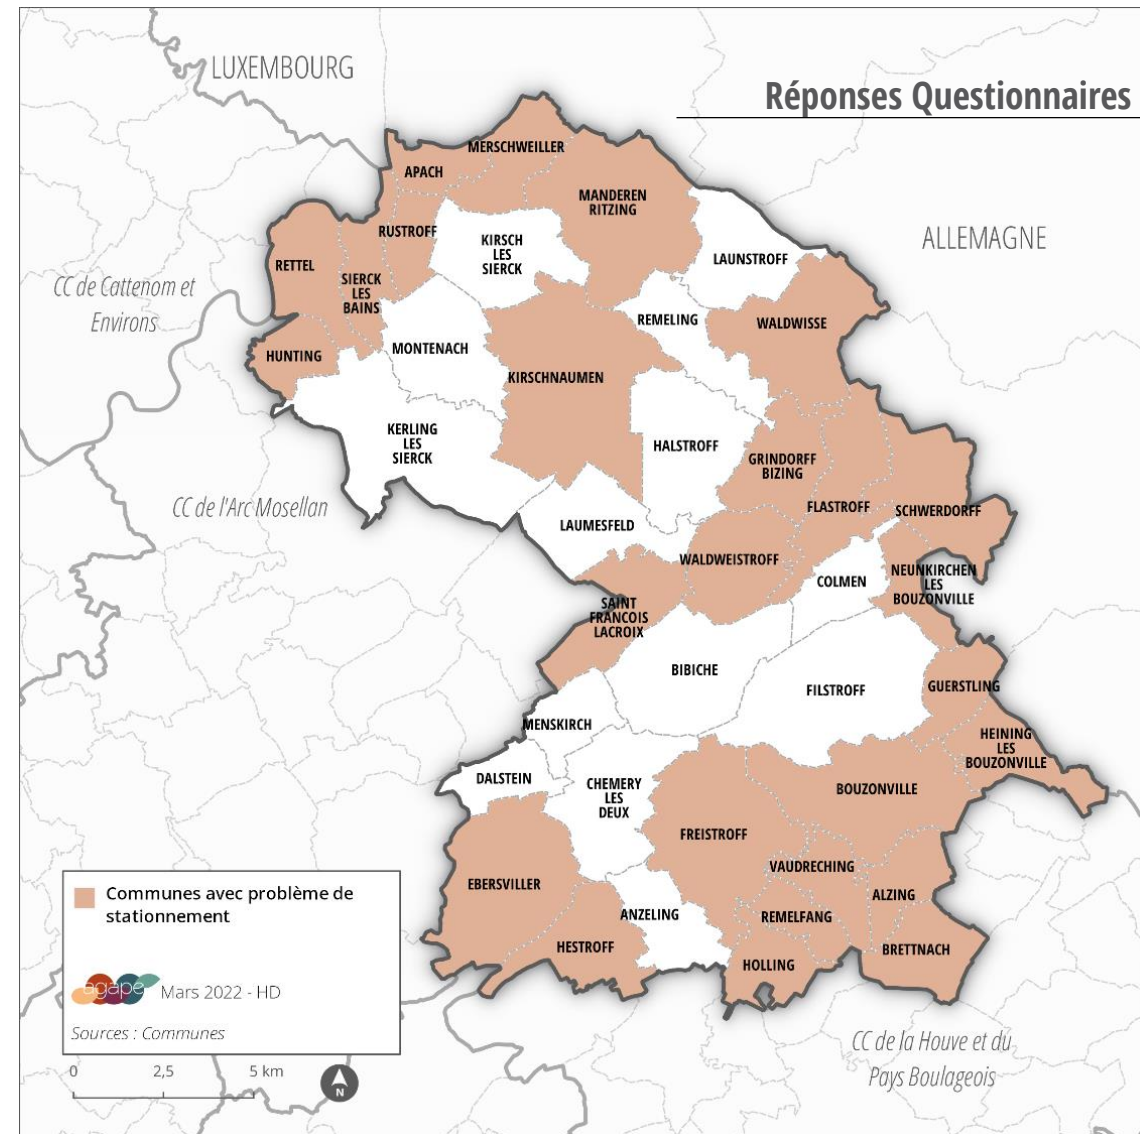 LUXEMBOURG
Réponses Questionnaires
MERSCHWEILLER
APACH
MANDEREN
RITZING
RUSTROFF
KIRSCH
LES
SIERCK
ALLEMAGNE
LAUNSTROFF
RETTEL
SIERCK
LES
BAINS
CC de Cattenom et
Environs
REMELING
WALDWISSE
HUNTING
MONTENACH
KIRSCHNAUMEN
KERLING
LES
SIERCK
HALSTROFF
GRINDORFF
BIZING
CC de l'Arc Mosellan
FLASTROFF
SCHWERDORFF
LAUMESFELD
WALDWEISTROFF
COLMEN
NEUNKIRCHEN
LES
BOUZONVILLE
SAINT
FRANCOIS
LACROIX
BIBICHE
FILSTROFF
GUERSTLING
MENSKIRCH
HEINING
LES
BOUZONVILLE
DALSTEIN
CHEMERY
LES
DEUX
BOUZONVILLE
FREISTROFF
VAUDRECHING
EBERSVILLER
ALZING
ANZELING
REMELFANG
HESTROFF
BRETTNACH
HOLLING
Communes avec problème de
stationnement
agape
Mars 2022 - HD
Sources : Communes
CC de la Houve et du
Pays Boulageois
0 2,5 5 km
N